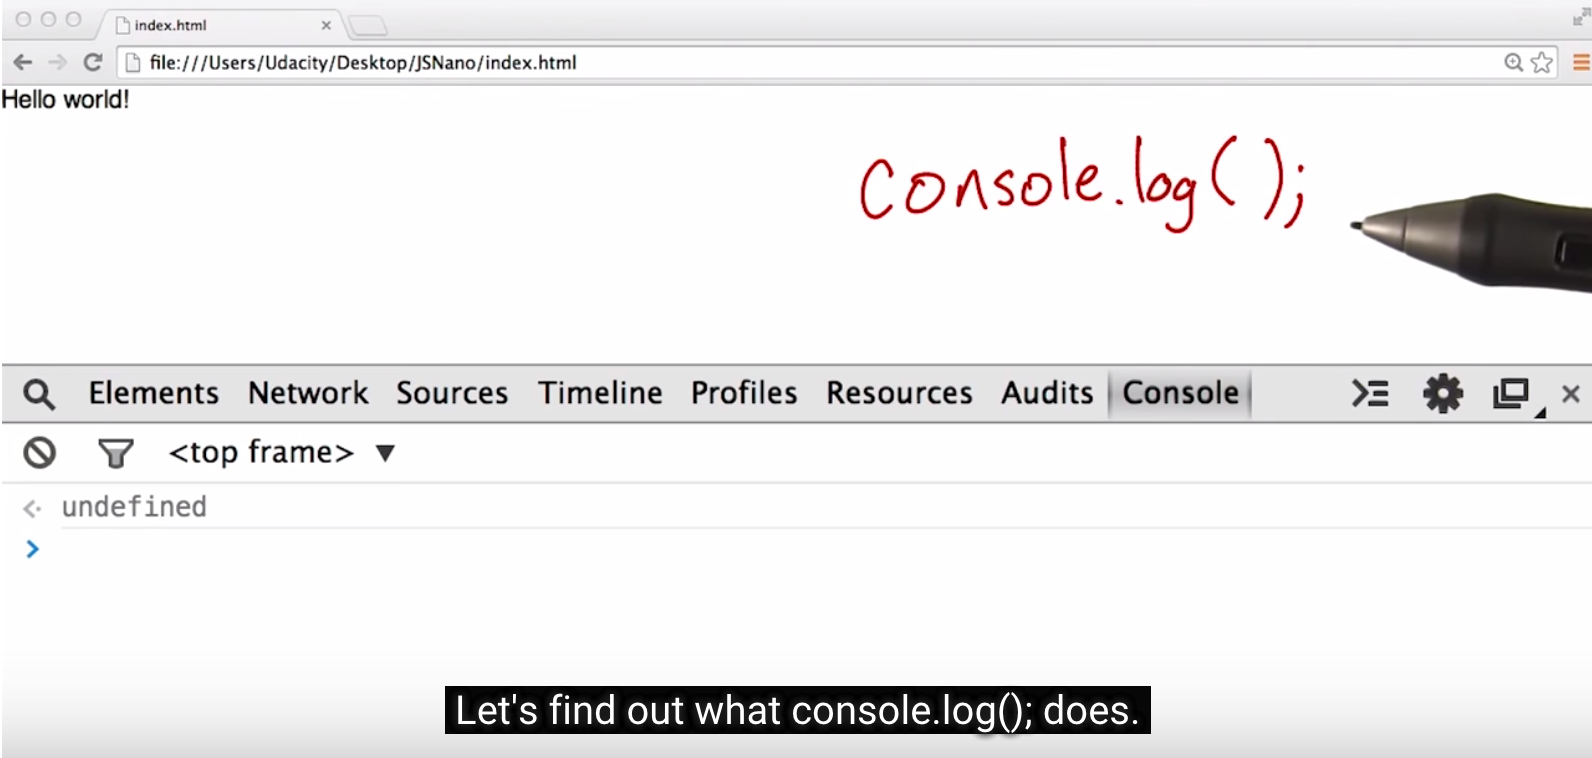 index.html
file:///Users/Udacity/Desktop/JSNano/index.html
Hello world!
Console.log();
Elements Network Sources Timeline Profiles Resources Audits Console
<top frame>
undefined
Let's find out what console.log(); does.